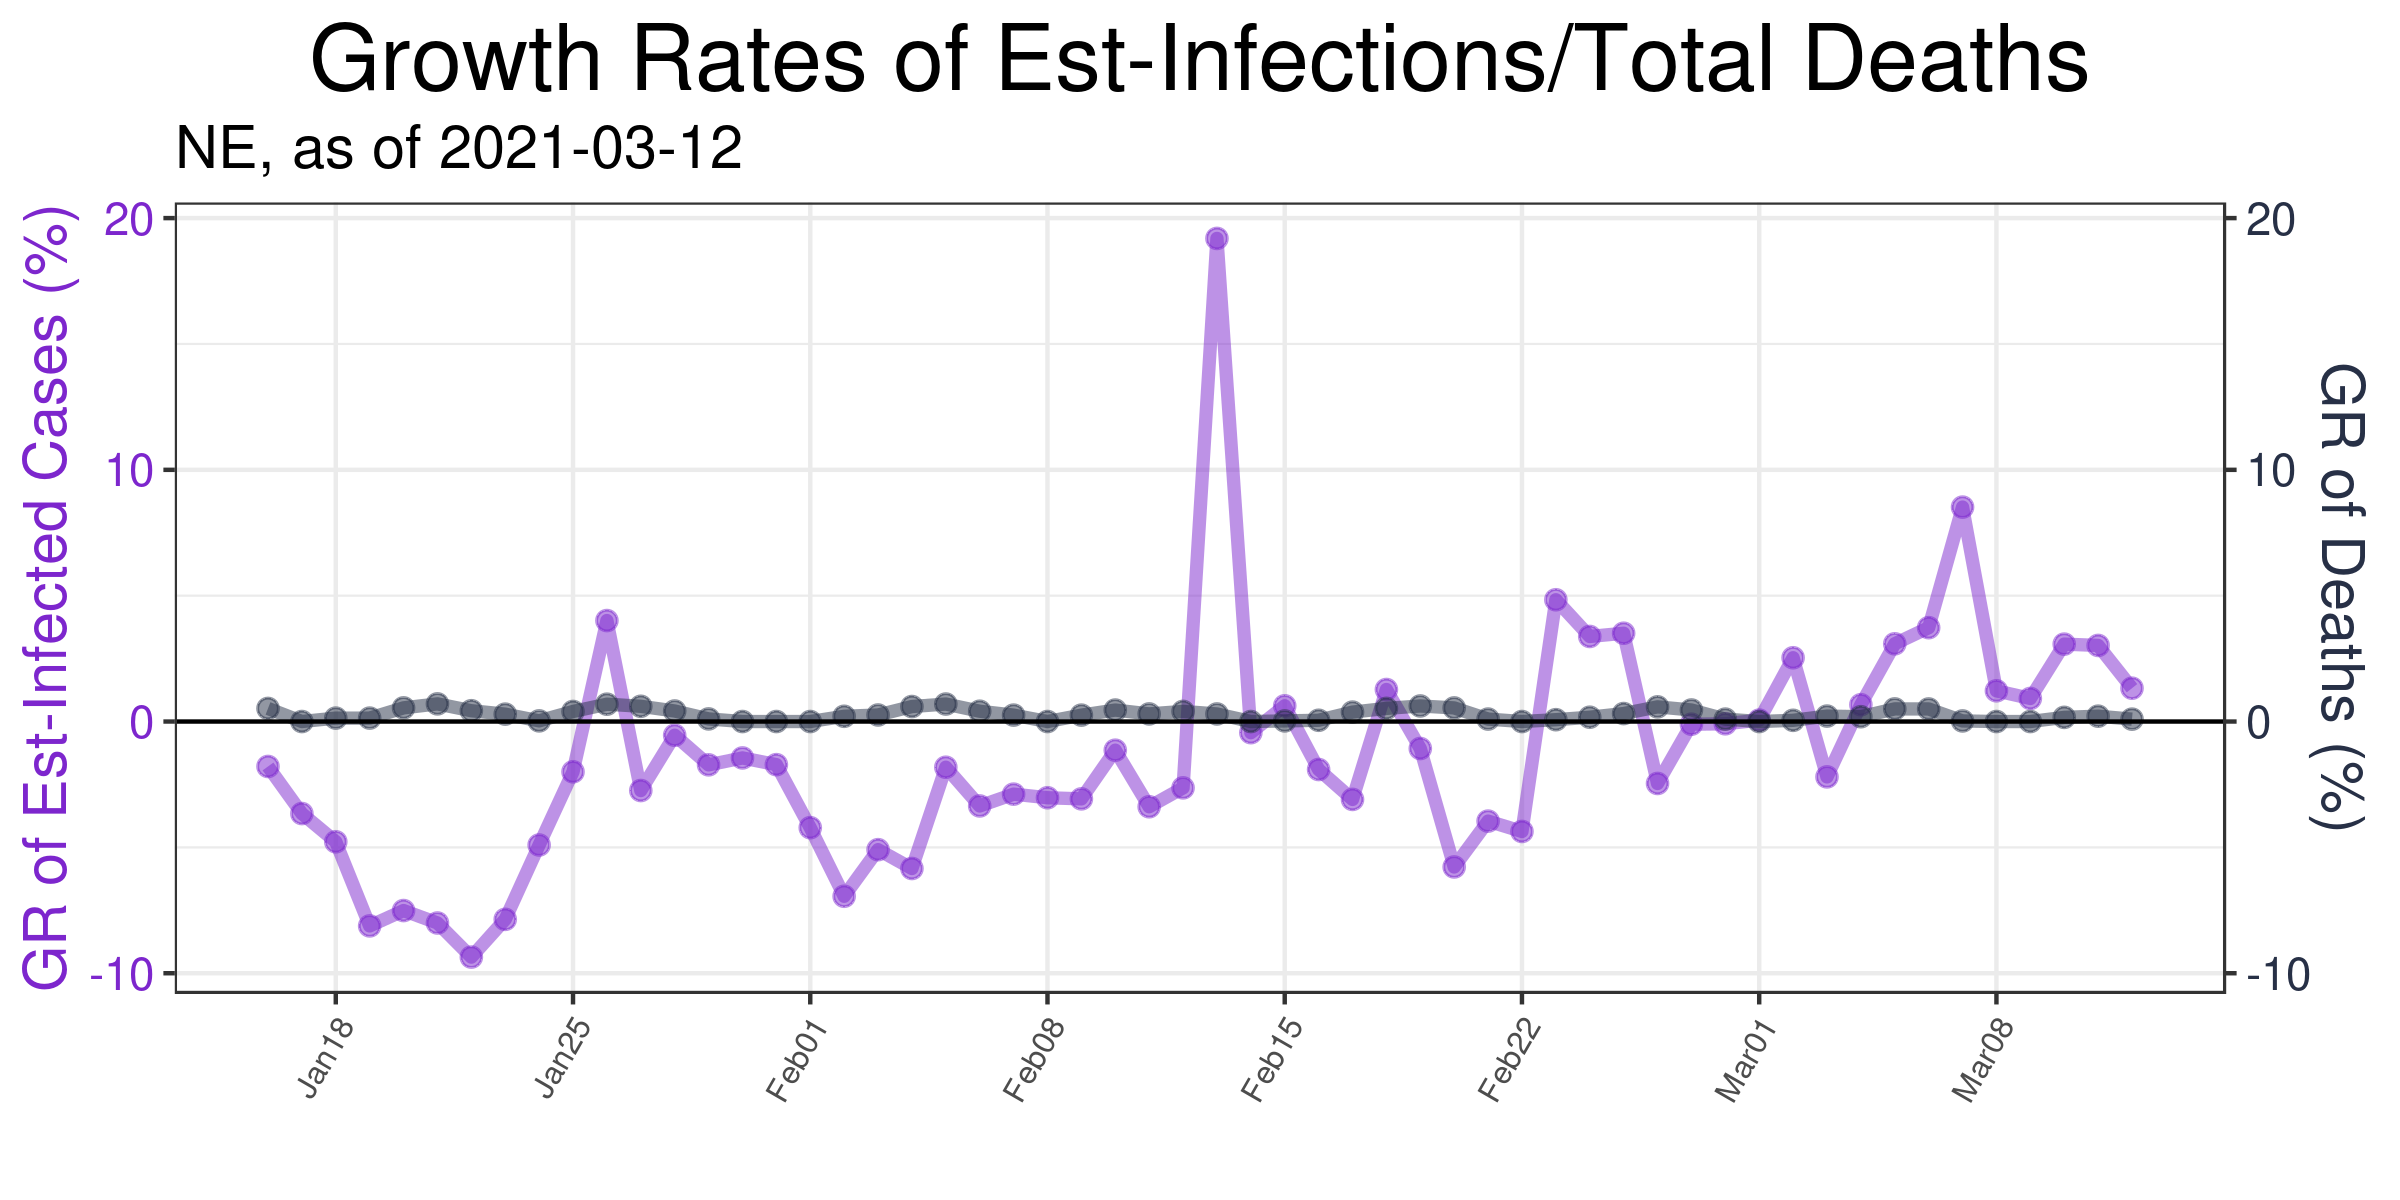 Growth Rates of Est-Infections/Total Deaths
NE, as of 2021-03-12
GR of Est-Infected Cases (%)
20
10
0
-10
20
10
0
-10
GR of Deaths (%)
Jan18
Jan25
Feb01
Feb08
Feb15
Feb22
Mar01
Mar08